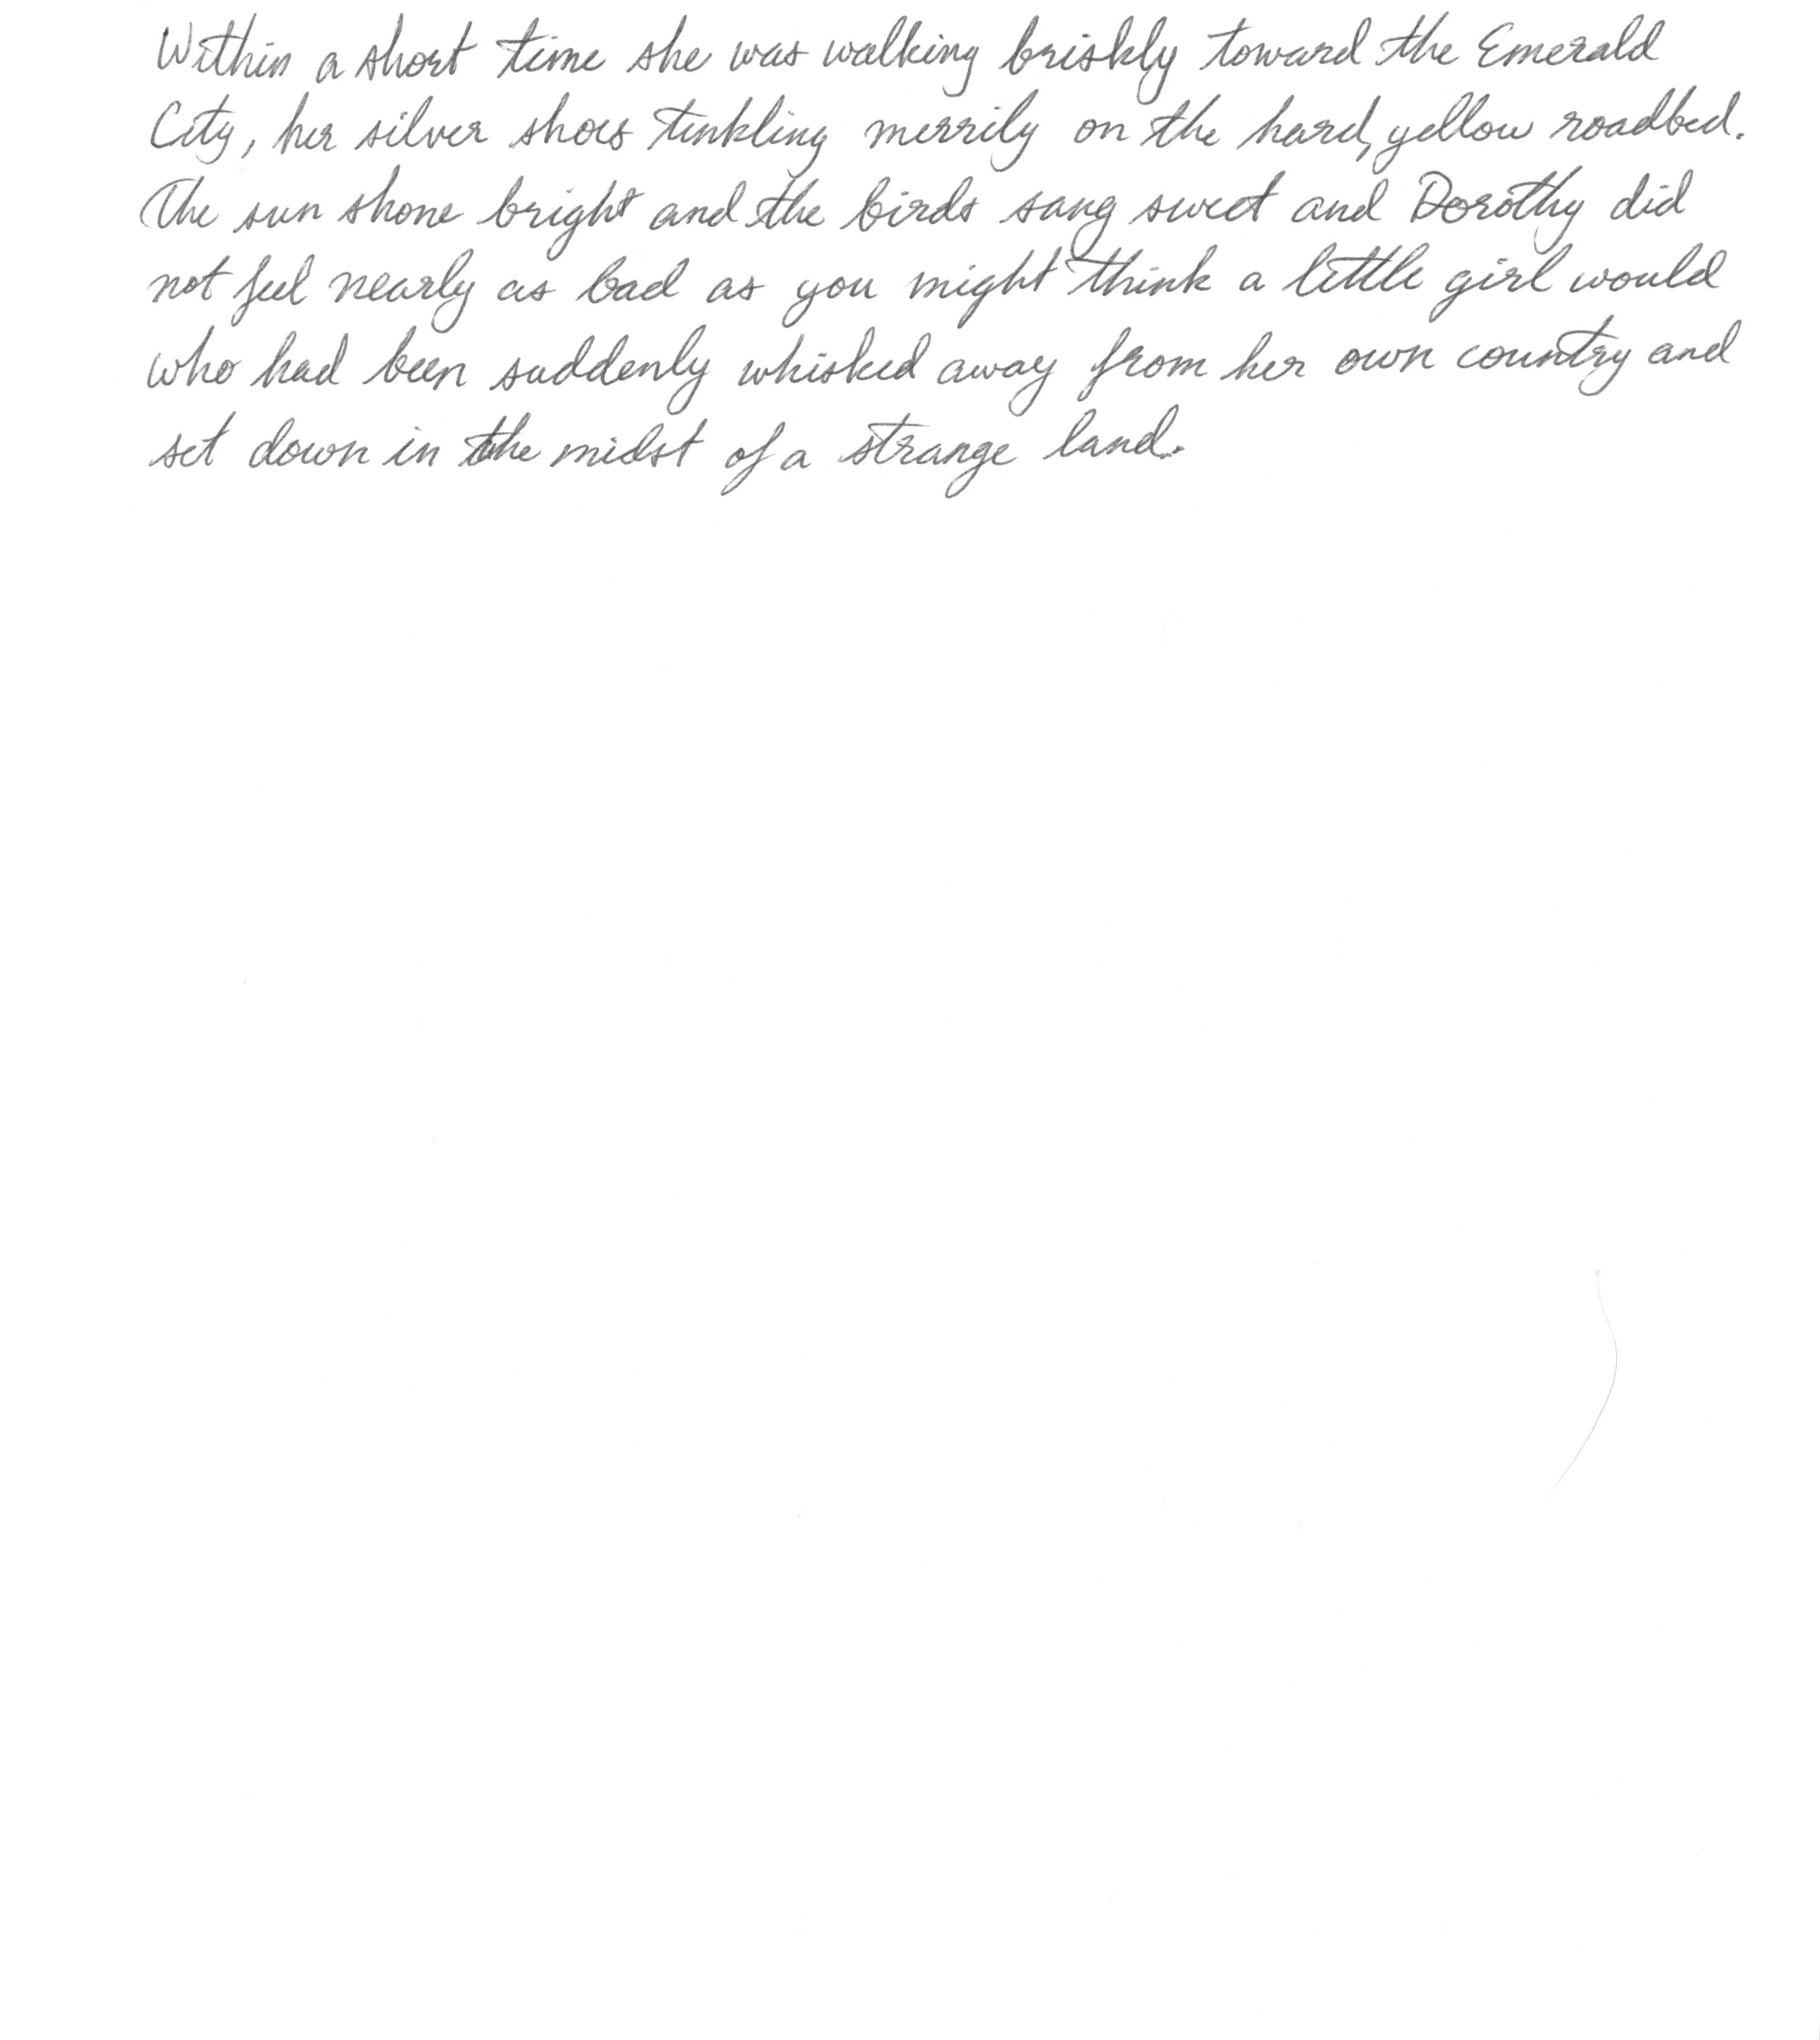 Within a short time she was walking briskly toward the Emerald
City, her silver shoes tinkling merrily on the hard, yellow roadbed.
The sun shone bright and the birds sang sweet and Dorothy did
not feel nearly as bad as you might think a little girl would
who had been suddenly whisked away from her own country and
set down in the midst of a strange land.